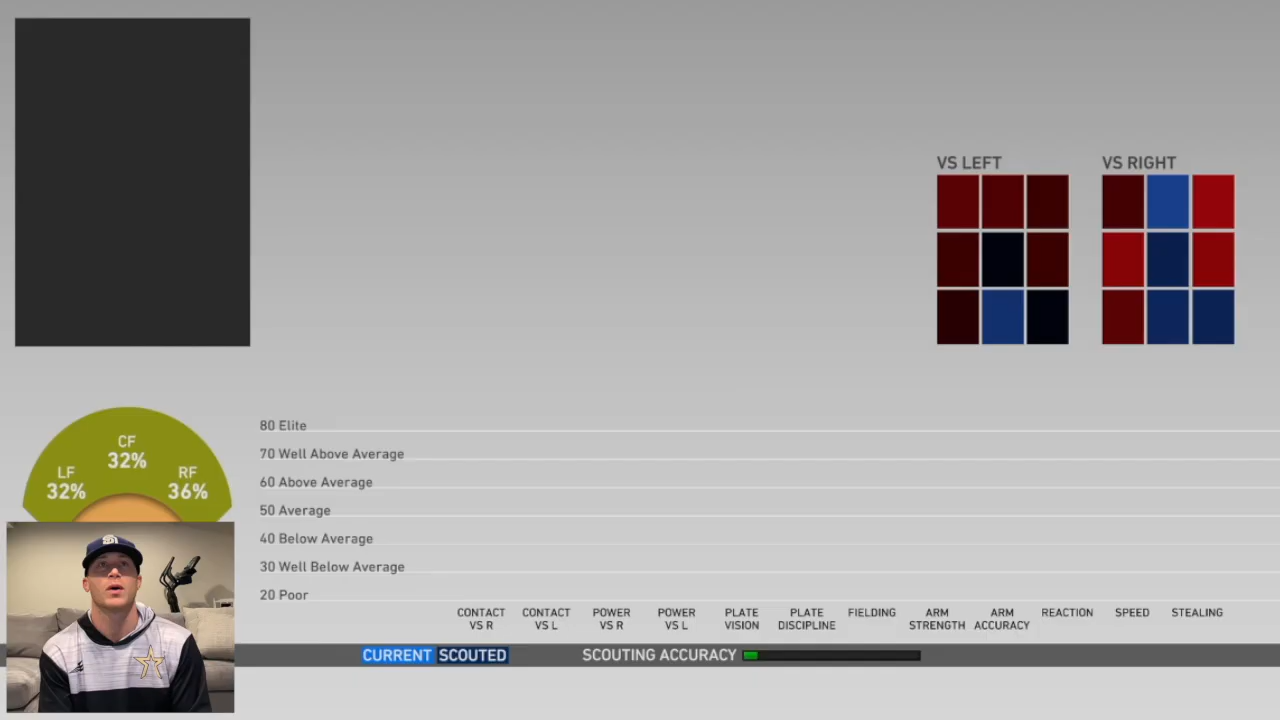 VS LEFT
VS RIGHT
CF
32%
LF
32%
RF
36%
80 Elite
70 Well Above Average
60 Above Average
50 Average
40 Below Average
30 Well Below Average
20 Poor
CONTACT
VS R
CONTACT
VS L
POWER
VS R
POWER
VS L
PLATE
VISION
PLATE
DISCIPLINE
FIELDING
ARM
STRENGTH
ARM
ACCURACY
REACTION
SPEED
STEALING
CURRENT SCOUTED
SCOUTING ACCURACY